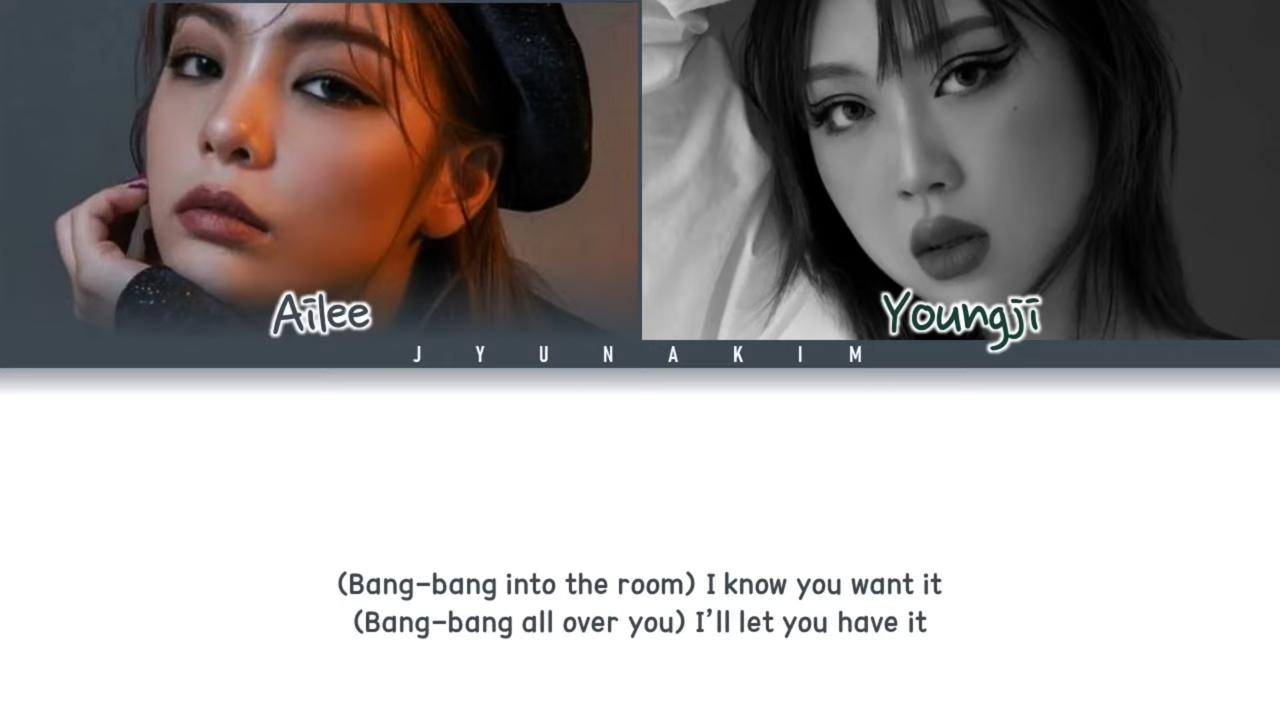 Ailee
Youngji
JYUNAKIM
(Bang-bang into the room) I know you want it
(Bang-bang all over you) I'll let you have it